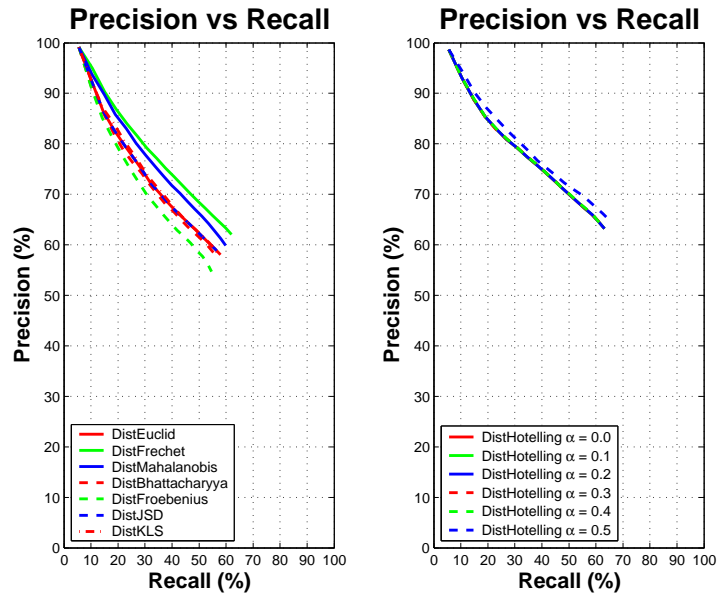 Precision vs Recall
100
90
80
70
60
50
40
30
20
10
0
Precision (%)
DistEuclid
DistFrechet
DistMahalanobis
DistBhattacharyya
DistFroebenius
DistJSD
DistKLS
0 10 20 30 40 50 60 70 80 90 100
Recall (%)
Precision vs Recall
100
90
80
70
60
50
40
30
20
10
0
Precision (%)
DistHotelling α = 0.0
DistHotelling α = 0.1
DistHotelling α = 0.2
DistHotelling α = 0.3
DistHotelling α = 0.4
DistHotelling α = 0.5
0 10 20 30 40 50 60 70 80 90 100
Recall (%)